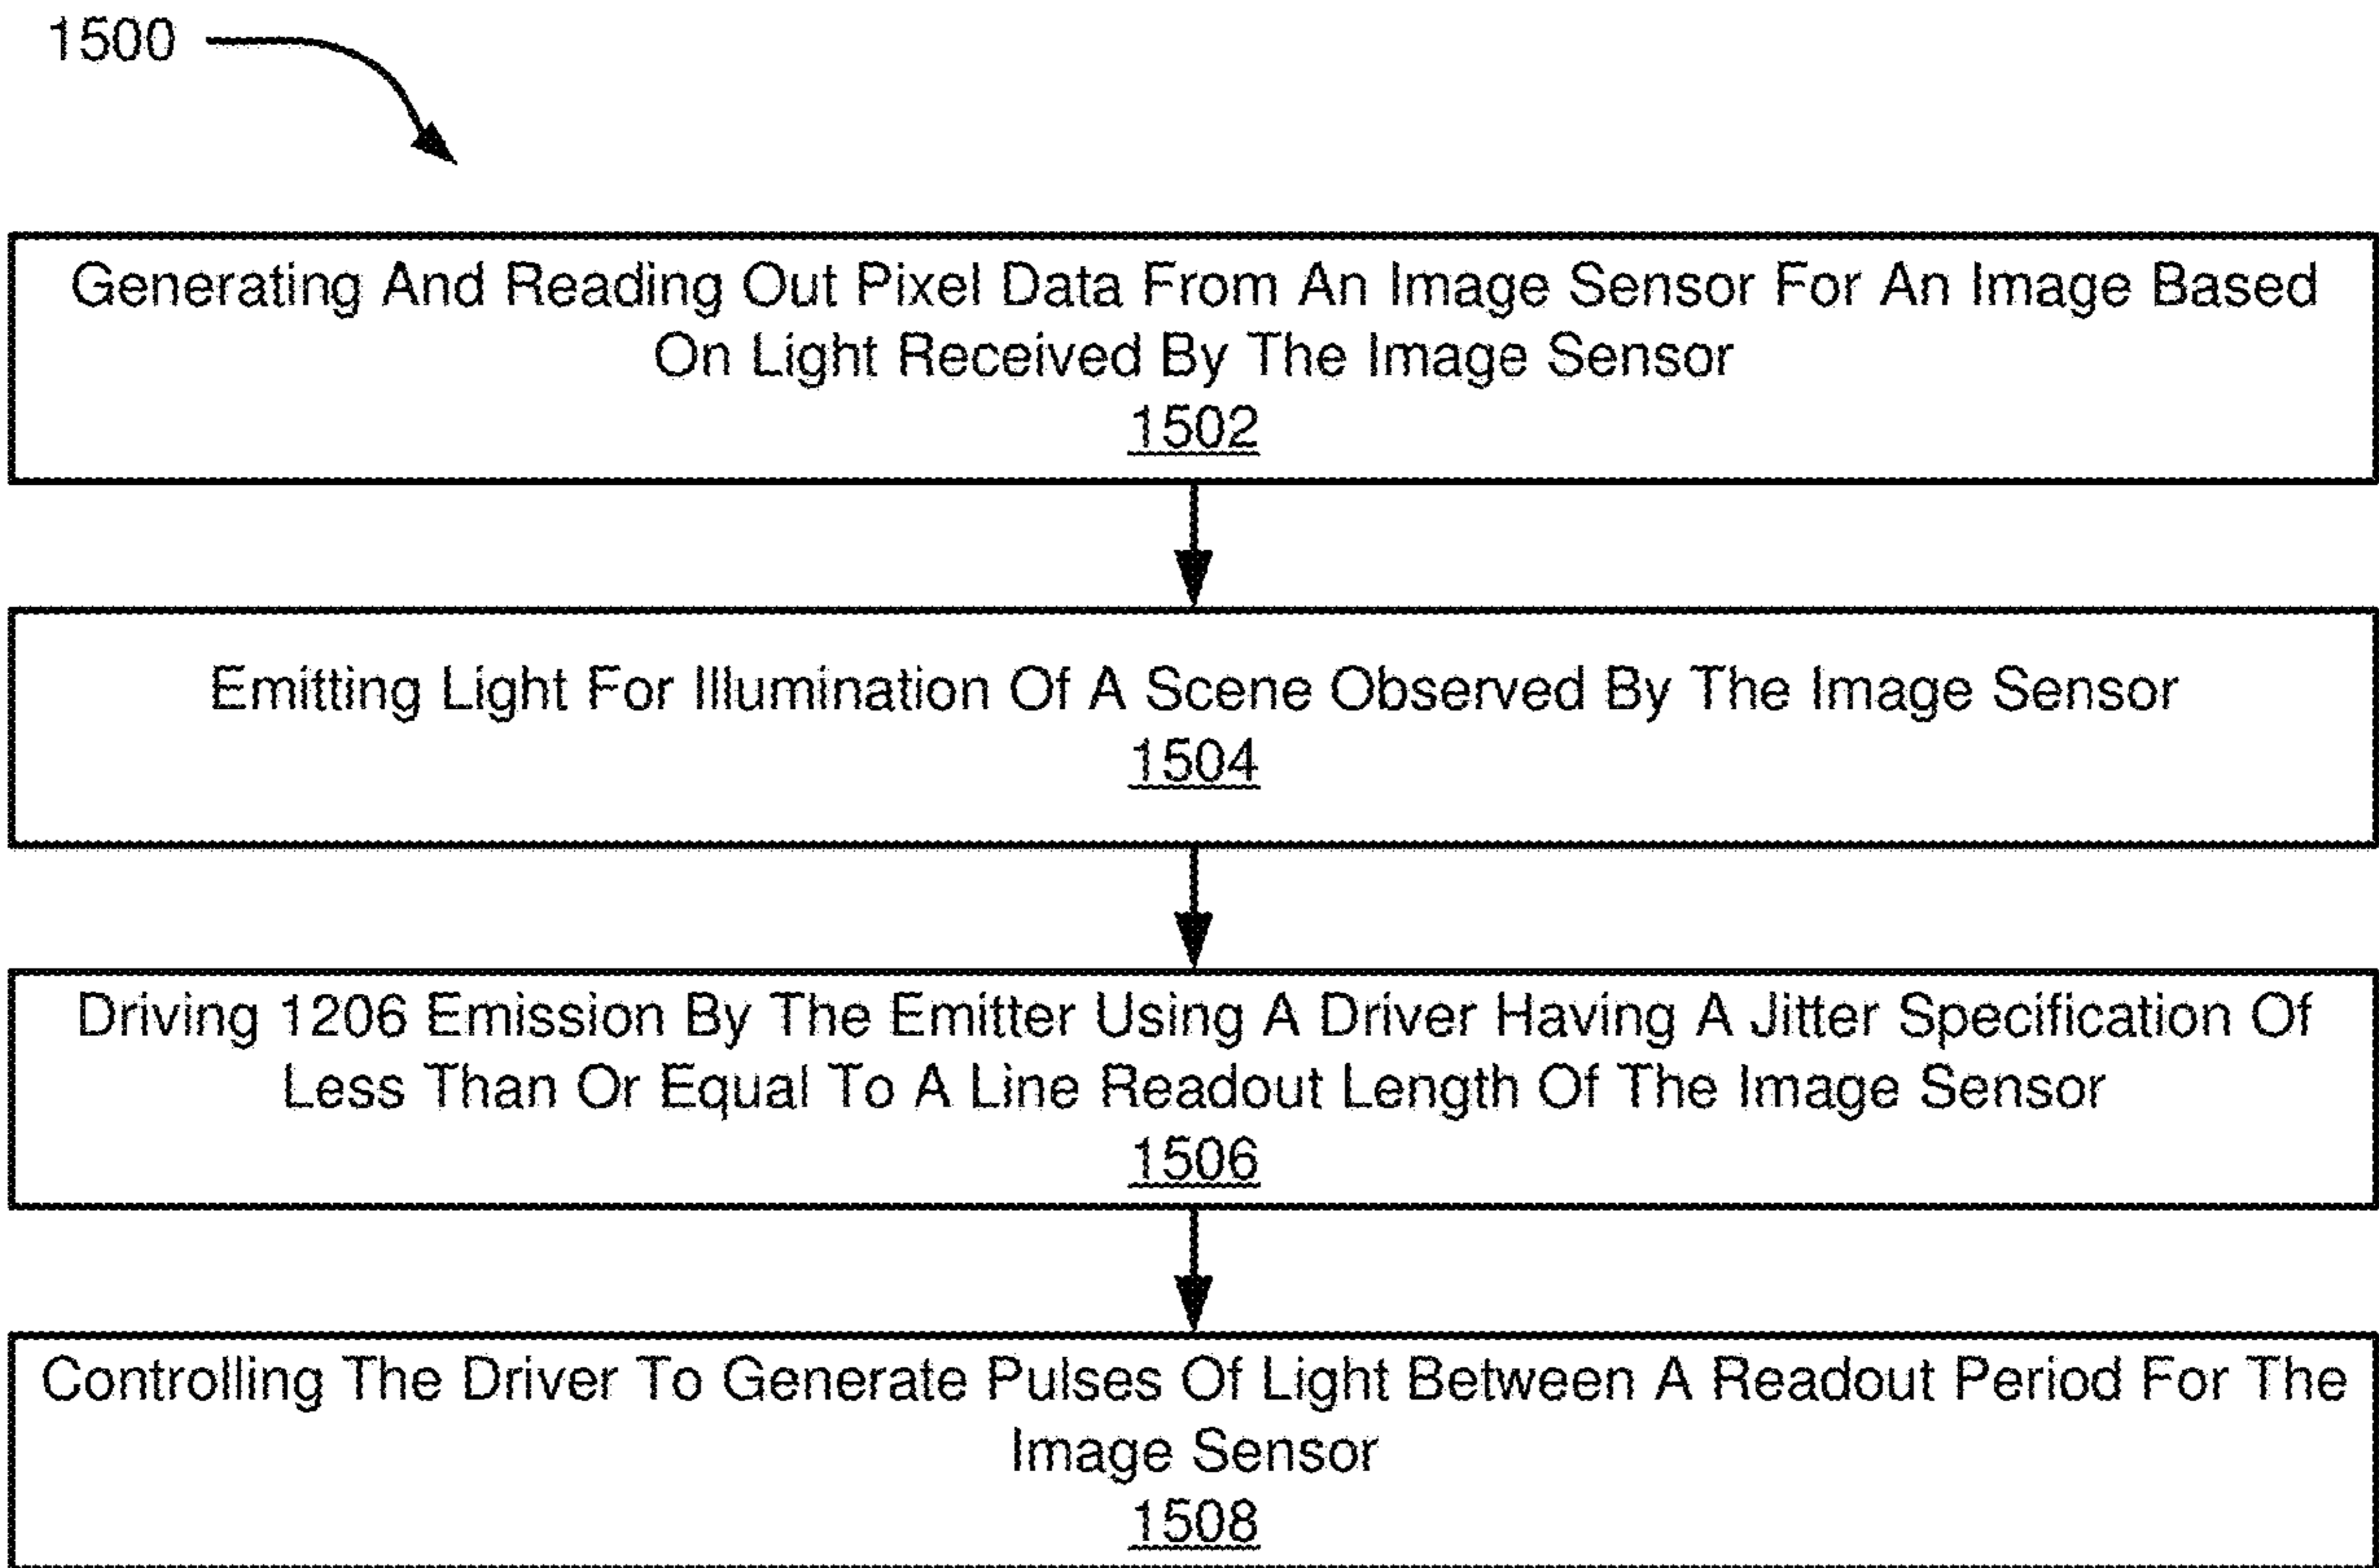 1500
Generating And Reading Out Pixel Data From An Image Sensor For An Image Based
On Light Received By The Image Sensor
1502
Emitting Light For Illumination Of A Scene Observed By The Image Sensor
1504
Driving 1206 Emission By The Emitter Using A Driver Having A Jitter Specification Of
Less Than Or Equal To A Line Readout Length Of The Image Sensor
1506
Controlling The Driver To Generate Pulses Of Light Between A Readout Period For The
Image Sensor
1508